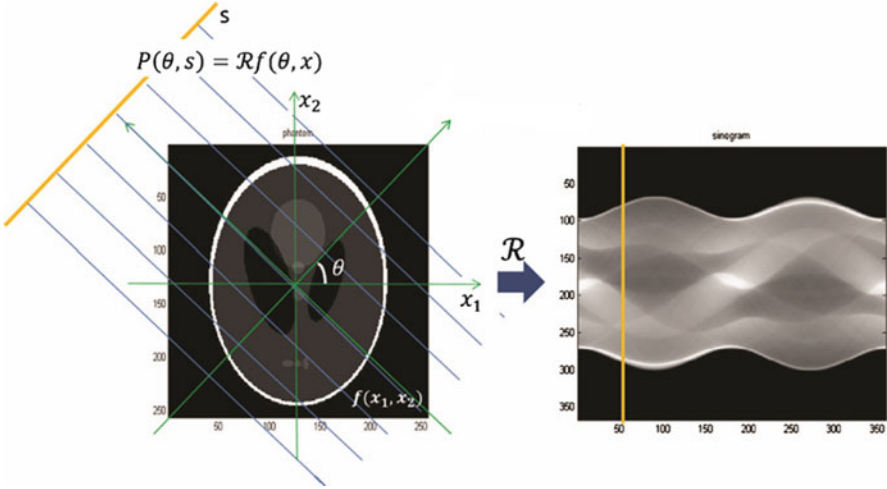 s
P(θ, s) = ℛf(θ, x)
x₂
phantom
50
100
150
200
250
θ
x₁
f(x₁, x₂)
50 100 150 200 250
ℛ
sinogram
50
100
150
200
250
300
350
50 100 150 200 250 300 350